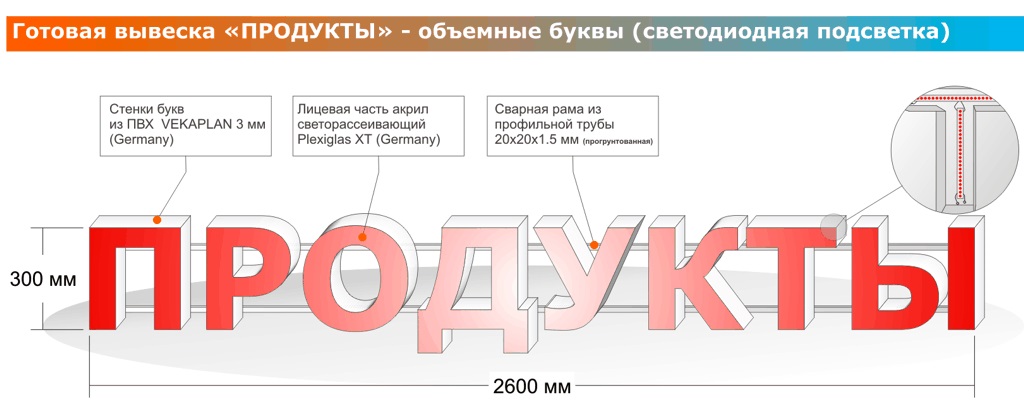 Готовая вывеска «ПРОДУКТЫ» - объемные буквы (светодиодная подсветка)
Стенки букв
из ПВХ VEKAPLAN 3 мм
(Germany)
Лицевая часть акрил
светорассеивающий
Plexiglas XT (Germany)
Сварная рама из
профильной трубы
20х20х1.5 мм (прогрунтованная)
ПРОДУКТЫ
300 мм
2600 мм